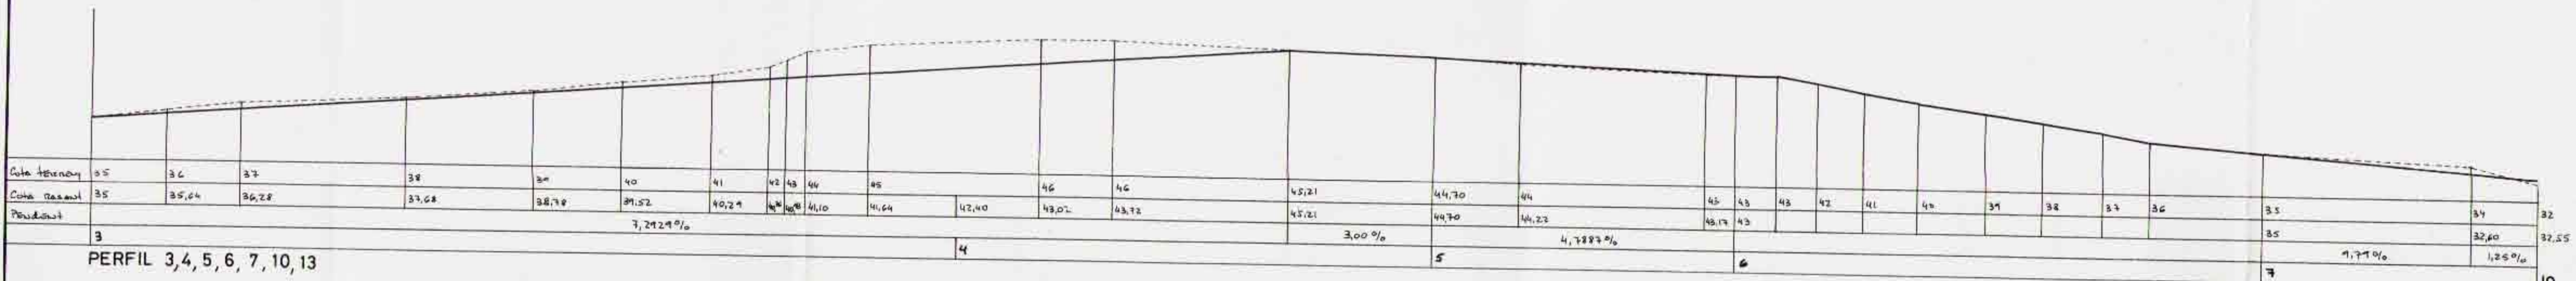 Cota terreny 35 36 37 38 39 40 41 42 43 44 45 46 46 45,21 44,70 44 43 43 43 42 41 40 39 38 37 36 35 34 32
Cota rasant 35 35,64 36,28 37,68 38,78 39,52 40,29 41,10 41,64 42,40 43,02 43,72 45,21 44,70 44,22 43,17 43 35 32,60 32,55
Pendent 7,2929% 3,00% 4,7887% 9,79% 1,25%
3 4 5 6 7 10
PERFIL 3,4,5,6,7,10,13